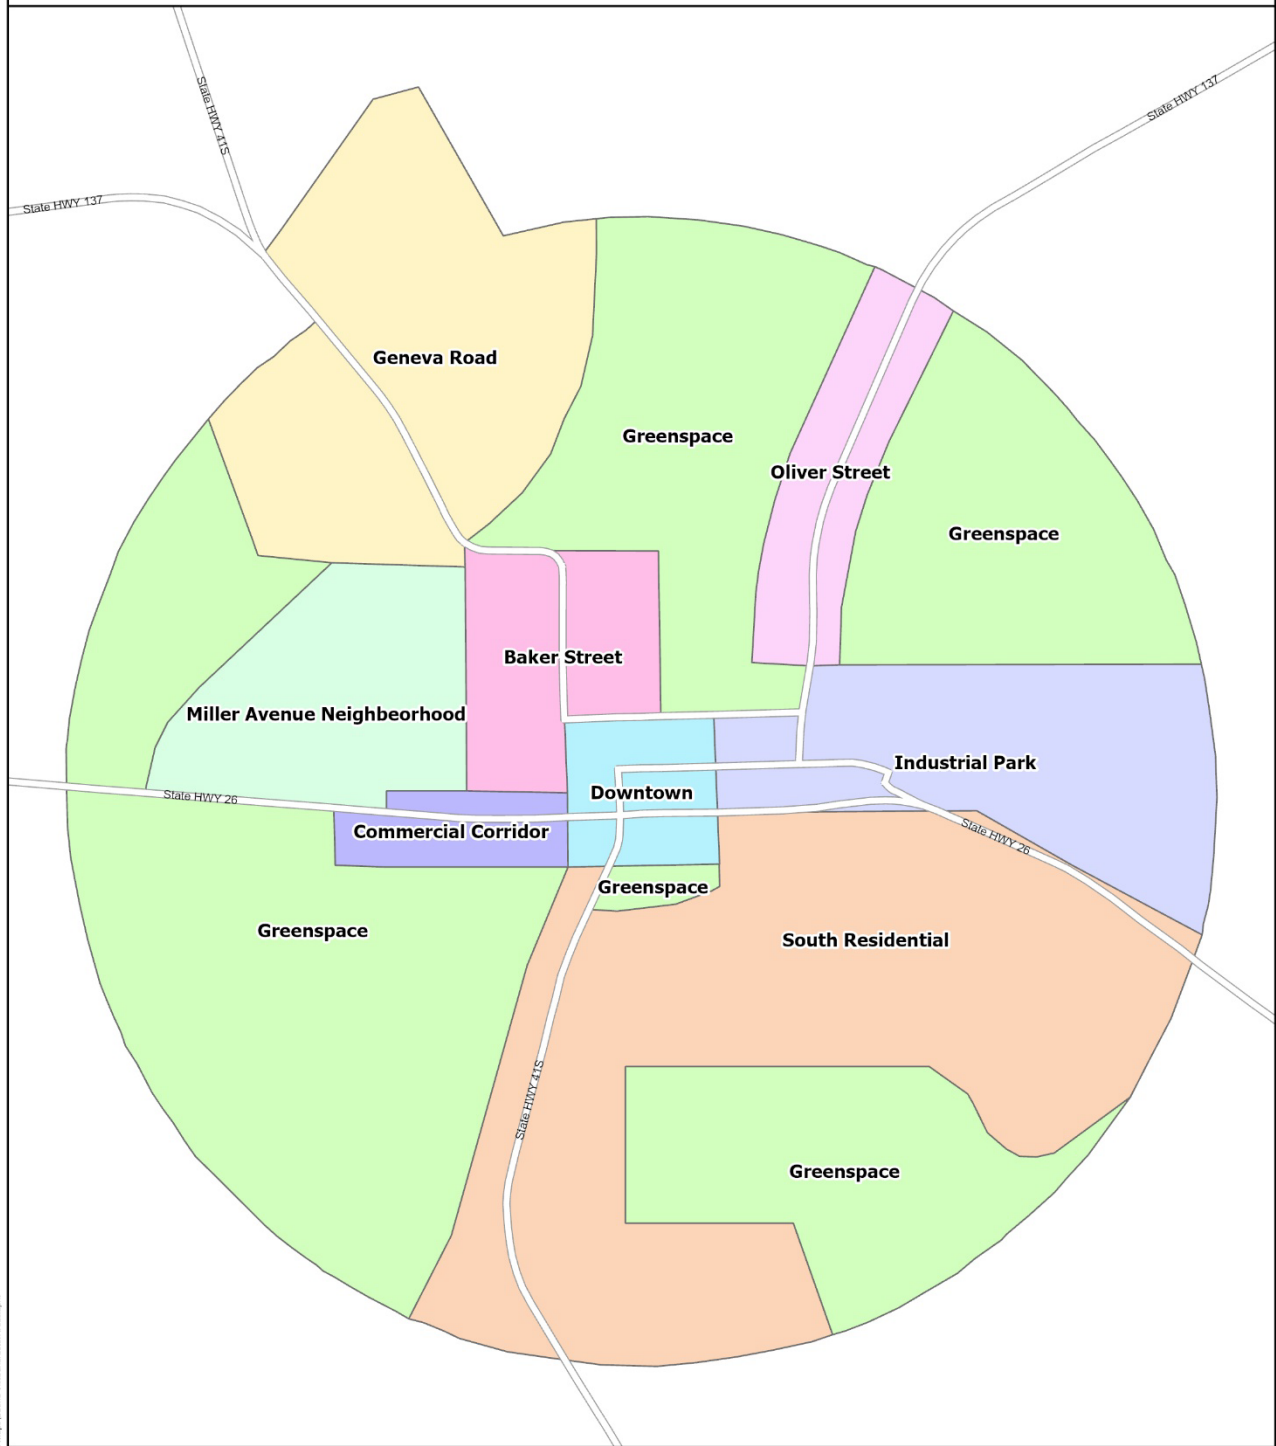 State HWY 41S
State HWY 137
State HWY 137
Geneva Road
Greenspace
Oliver Street
Greenspace
Baker Street
Miller Avenue Neighbeorhood
Industrial Park
State HWY 26
Downtown
Commercial Corridor
State HWY 26
Greenspace
Greenspace
South Residential
State HWY 41S
Greenspace